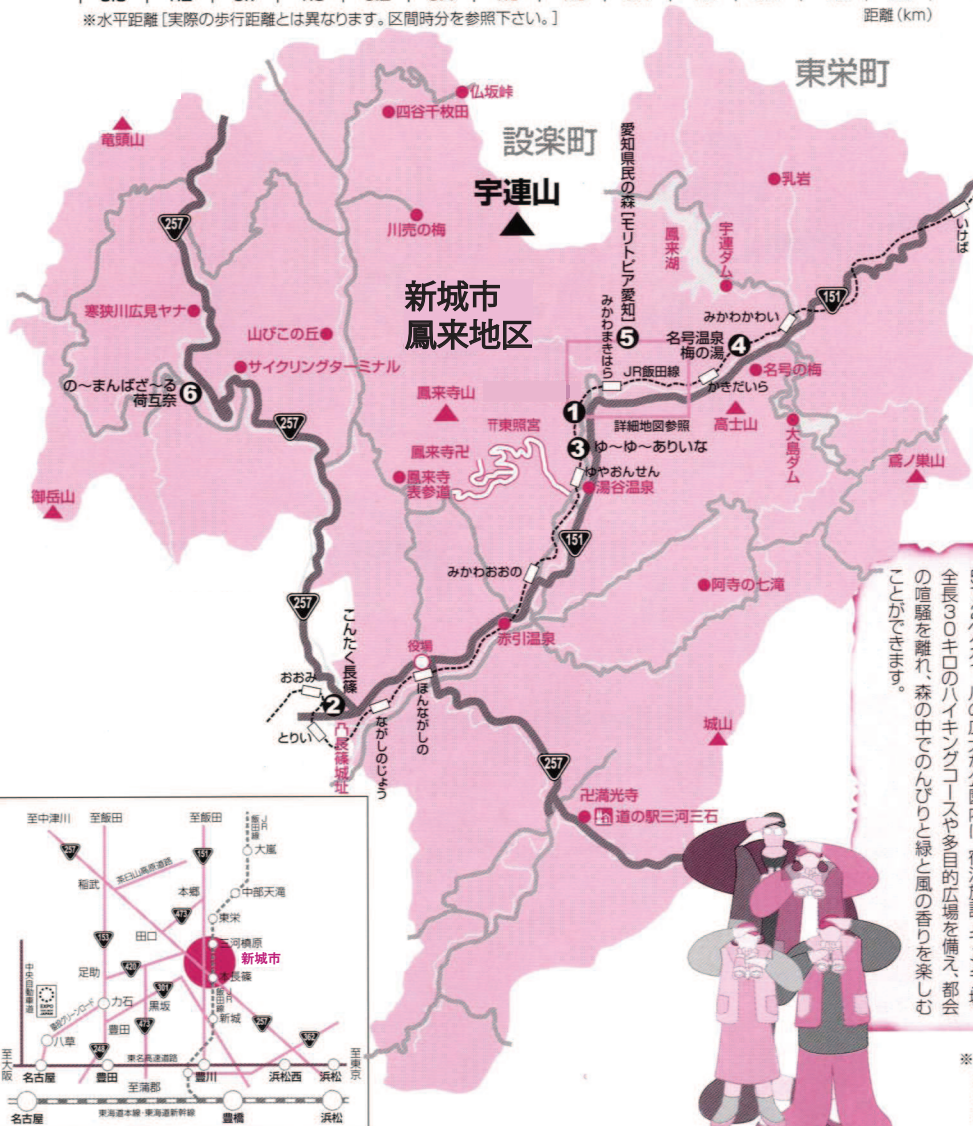 ※水平距離[実際の歩行距離とは異なります。区間時分を参照下さい。]
距離(km)
東栄町
設楽町
仏坂峠
四谷千枚田
竜頭山
宇連山
愛知県民の森[モリトピア愛知]
乳岩
川売の梅
鳳来湖
宇連ダム
いけば
257
151
新城市
鳳来地区
寒狭川広見ヤナ
山びこの丘
サイクリングターミナル
みかわまきはら
みかわかわい
5
名号温泉
梅の湯
4
の〜まんばざ〜る
荷互奈
6
JR飯田線
かきだいら
名号の梅
鳳来寺山
東照宮
1
詳細地図参照
高士山
大島ダム
257
鳳来寺卍
3
ゆ〜ゆ〜ありいな
ゆやおんせん
湯谷温泉
鳳来寺
表参道
鳶ノ巣山
御岳山
151
みかわおおの
阿寺の七滝
257
赤引温泉
こんたく長篠
役場
おおみ
2
とりい
ほんながしの
ながしのじょう
長篠城址
城山
257
卍満光寺
道の駅三河三石
全長30キロのハイキングコースや多目的広場を備え、都会
の喧騒を離れ、森の中でのんびりと緑と風の香りを楽しむ
ことができます。
※
至中津川
至飯田
至飯田
JR飯田線
257
151
大嵐
稲武
茶臼山高原道路
本郷
中部天滝
473
東栄
153
田口
三河槙原
新城市
足助
420
本長篠
中央自動車道
301
JR飯田線
力石
黒坂
新城
猿投グリーンロード
豊田
473
257
362
八草
248
東名高速道路
至大阪
名古屋
豊田
豊川
浜松西
浜松
至東京
至蒲郡
東海道本線・東海道新幹線
名古屋
豊橋
浜松